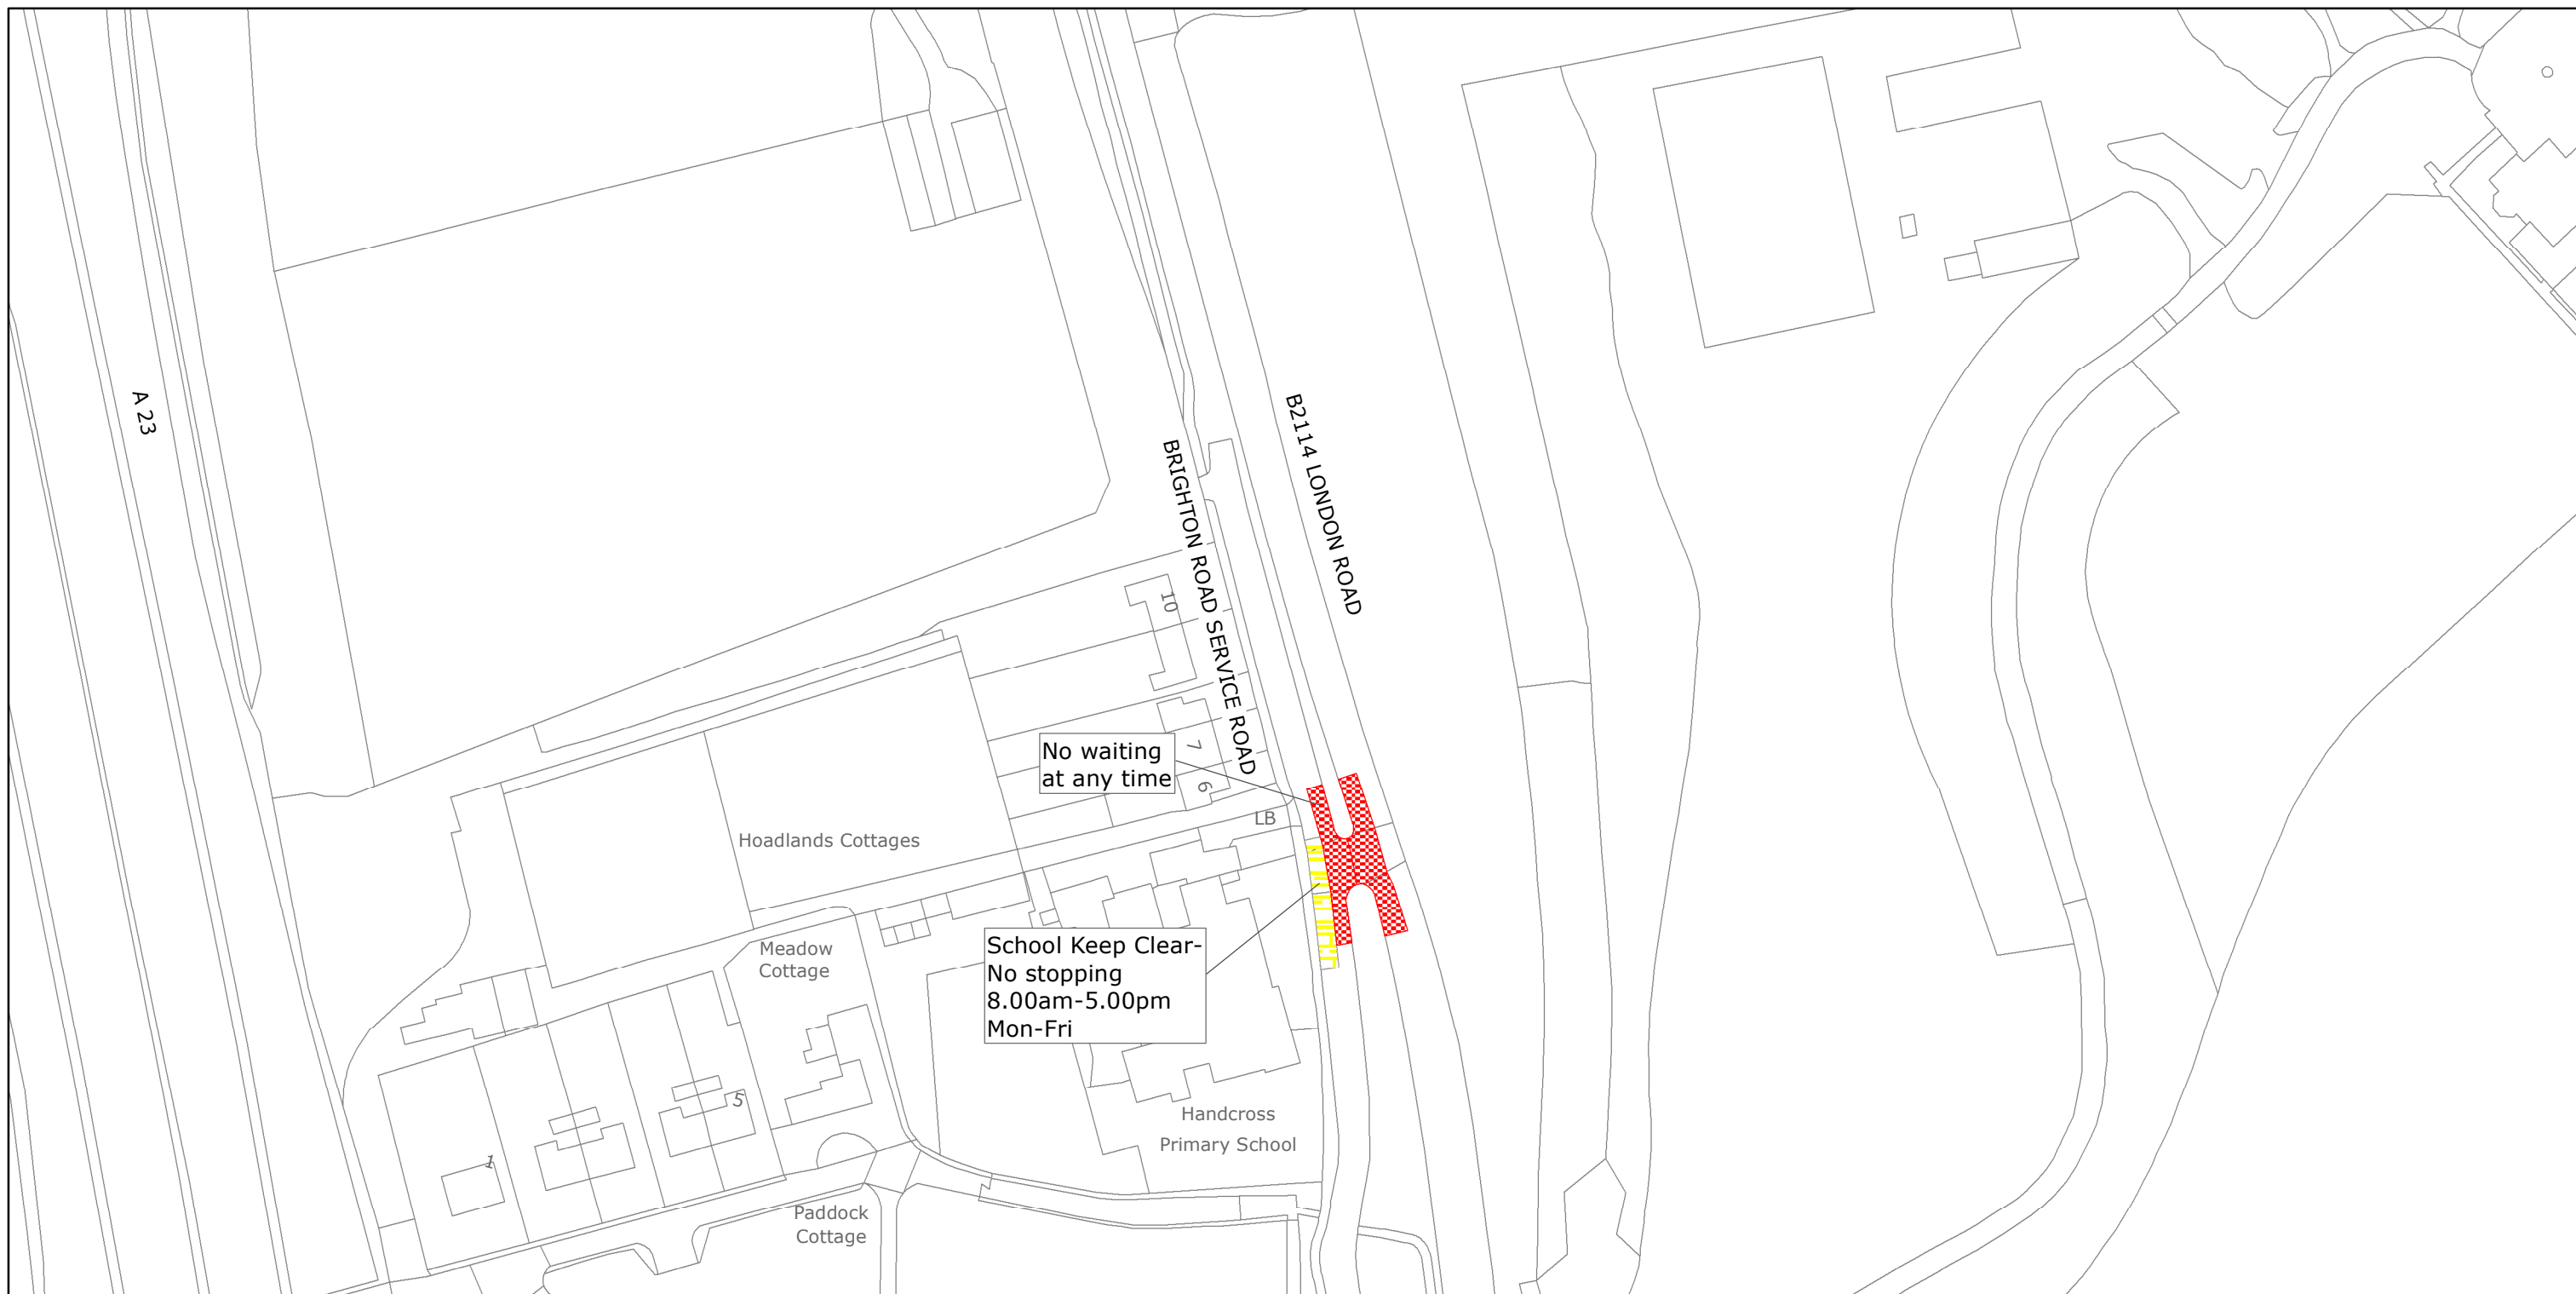 A 23
B2114 LONDON ROAD
BRIGHTON ROAD SERVICE ROAD
10
7
6
No waiting
at any time
LB
Hoadlands Cottages
School Keep Clear-
No stopping
8.00am-5.00pm
Mon-Fri
Meadow
Cottage
5
1
Handcross
Primary School
Paddock
Cottage